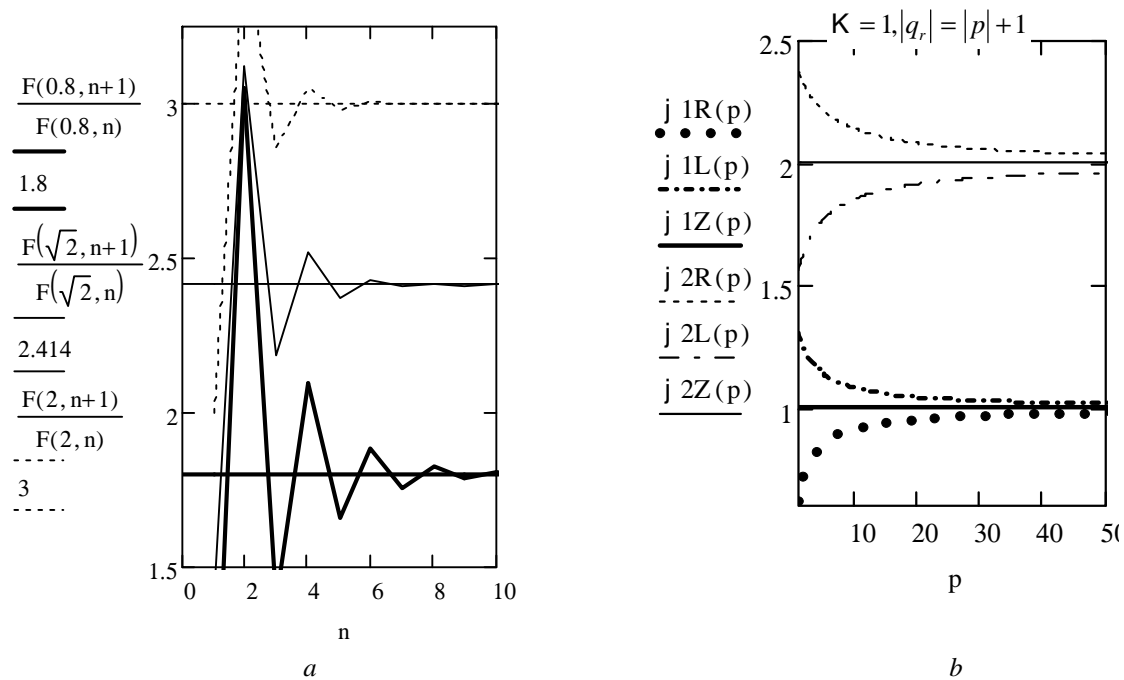 F(0.8, n+1)
F(0.8, n)
1.8
F(√2, n+1)
F(√2, n)
2.414
F(2, n+1)
F(2, n)
3
3
2.5
2
1.5
0 2 4 6 8 10
n
a
K = 1, |q_r| = |p| + 1
j 1R(p)
j 1L(p)
j 1Z(p)
j 2R(p)
j 2L(p)
j 2Z(p)
2.5
2
1.5
1
10 20 30 40
p
b